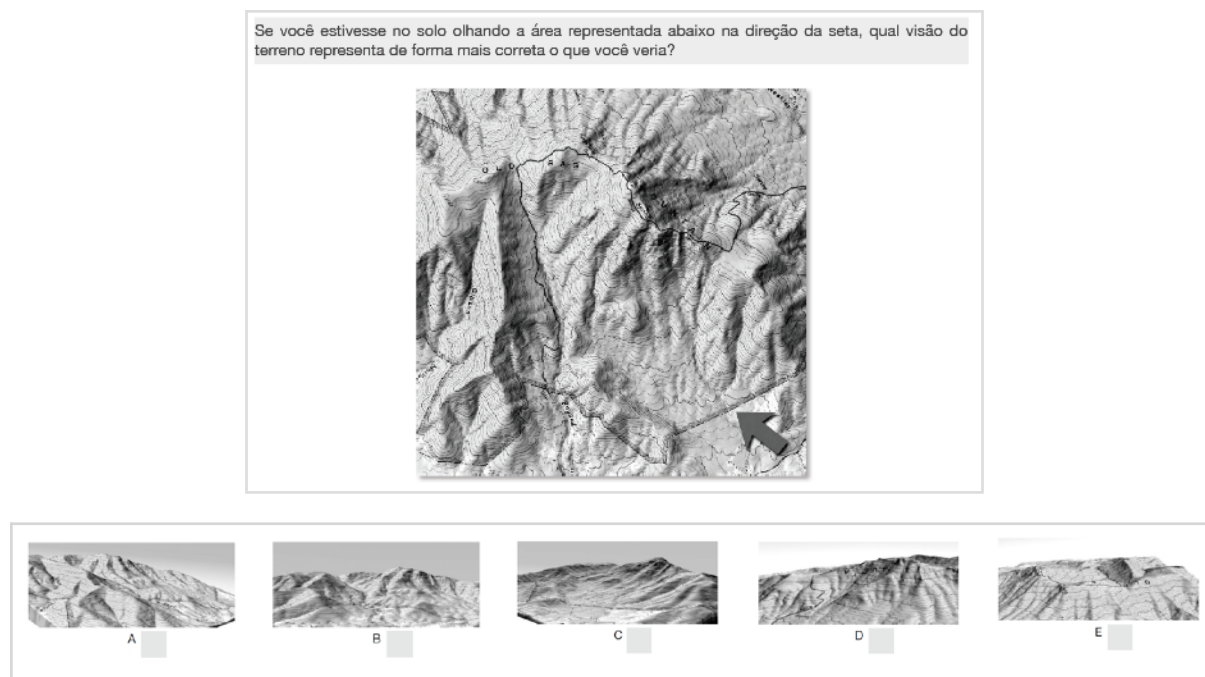 Se você estivesse no solo olhando a área representada abaixo na direção da seta, qual visão do
terreno representa de forma mais correta o que você veria?
A
B
C
D
E